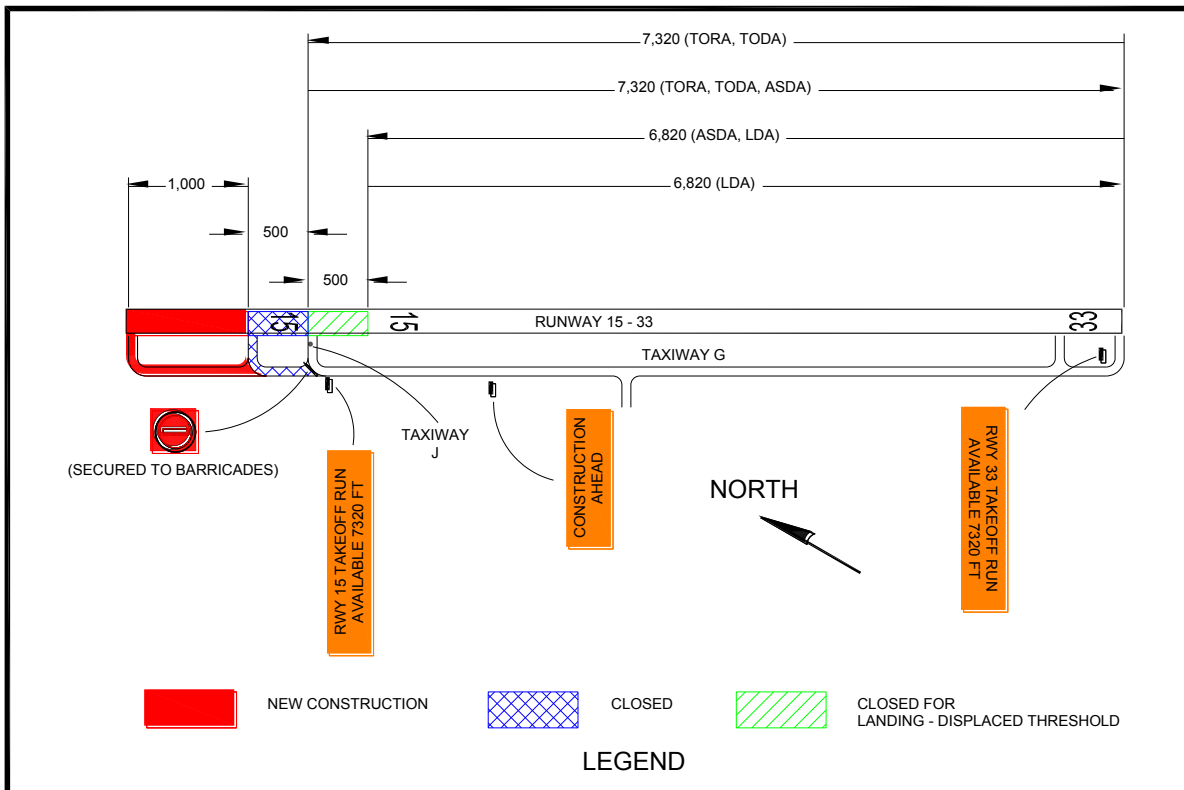 7,320 (TORA, TODA)
7,320 (TORA, TODA, ASDA)
6,820 (ASDA, LDA)
1,000
6,820 (LDA)
500
500
15
15
RUNWAY 15 - 33
33
TAXIWAY G
(SECURED TO BARRICADES)
RWY 15 TAKEOFF RUN
AVAILABLE 7320 FT
TAXIWAY
J
CONSTRUCTION
AHEAD
NORTH
RWY 33 TAKEOFF RUN
AVAILABLE 7320 FT
NEW CONSTRUCTION
CLOSED
CLOSED FOR
LANDING - DISPLACED THRESHOLD
LEGEND